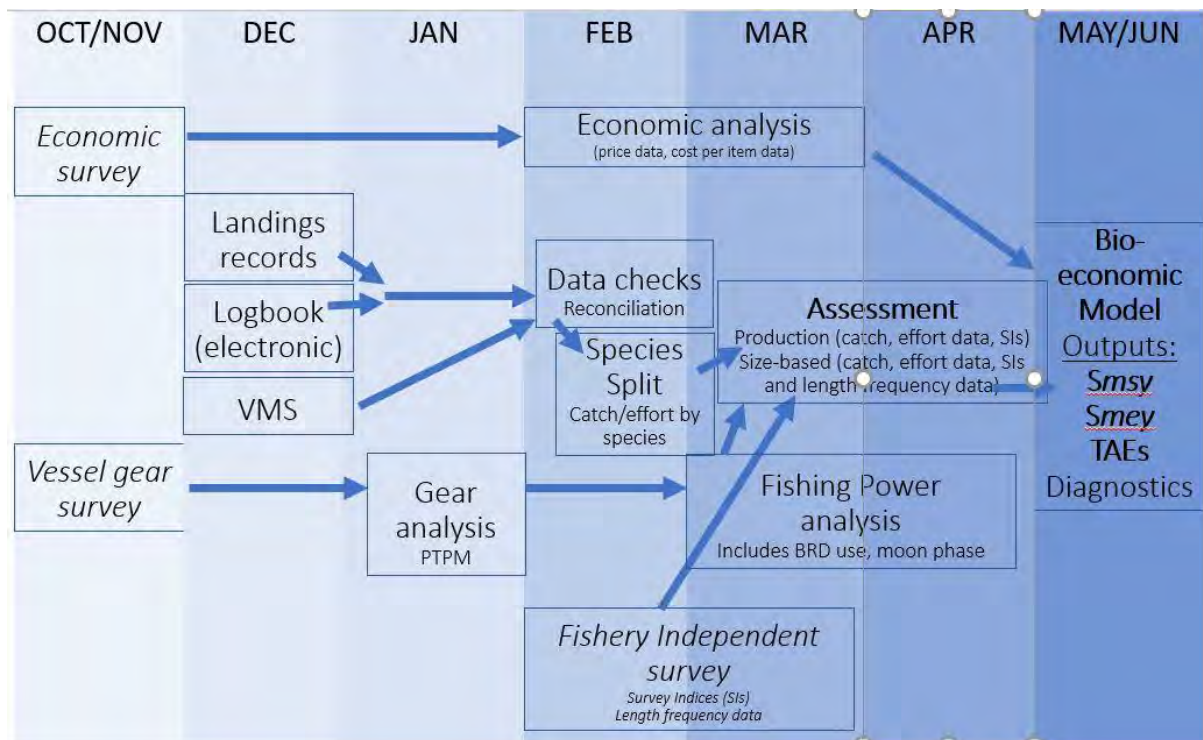 OCT/NOV
DEC
JAN
FEB
MAR
APR
MAY/JUN
Economic
survey
Economic analysis
(price data, cost per item data)
Landings
records
Logbook
(electronic)
VMS
Data checks
Reconciliation
Species
Split
Catch/effort by
species
Assessment
Production (catch, effort data, SIs)
Size-based (catch, effort data, SIs
and length frequency data)
Bio-
economic
Model
Outputs:
Smsy
Smey
TAEs
Diagnostics
Vessel gear
survey
Gear
analysis
PTPM
Fishing Power
analysis
Includes BRD use, moon phase
Fishery Independent
survey
Survey Indices (SIs)
Length frequency data